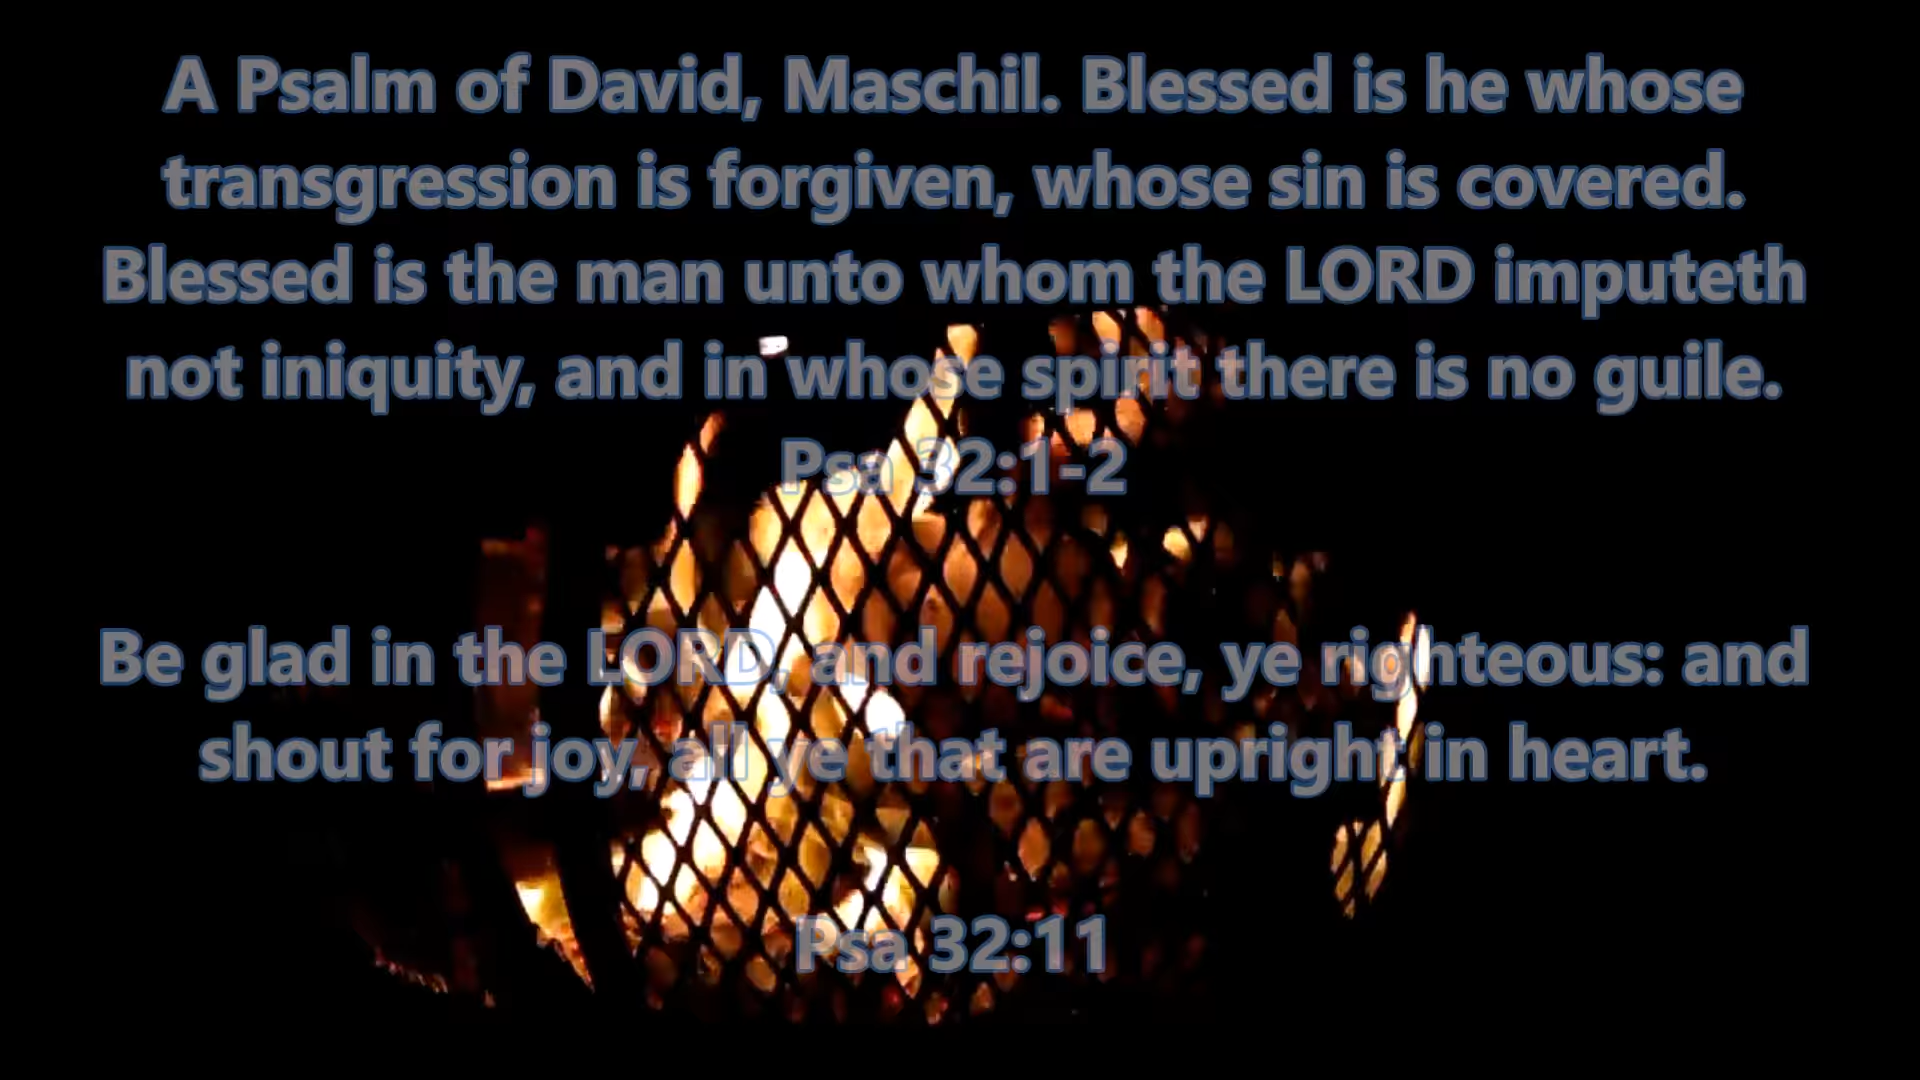 A Psalm of David, Maschil. Blessed is he whose
transgression is forgiven, whose sin is covered.
Blessed is the man unto whom the LORD imputeth
not iniquity, and in whose spirit there is no guile.
Psa 32:1-2
Be glad in the LORD, and rejoice, ye righteous: and
shout for joy, all ye that are upright in heart.
Psa 32:11